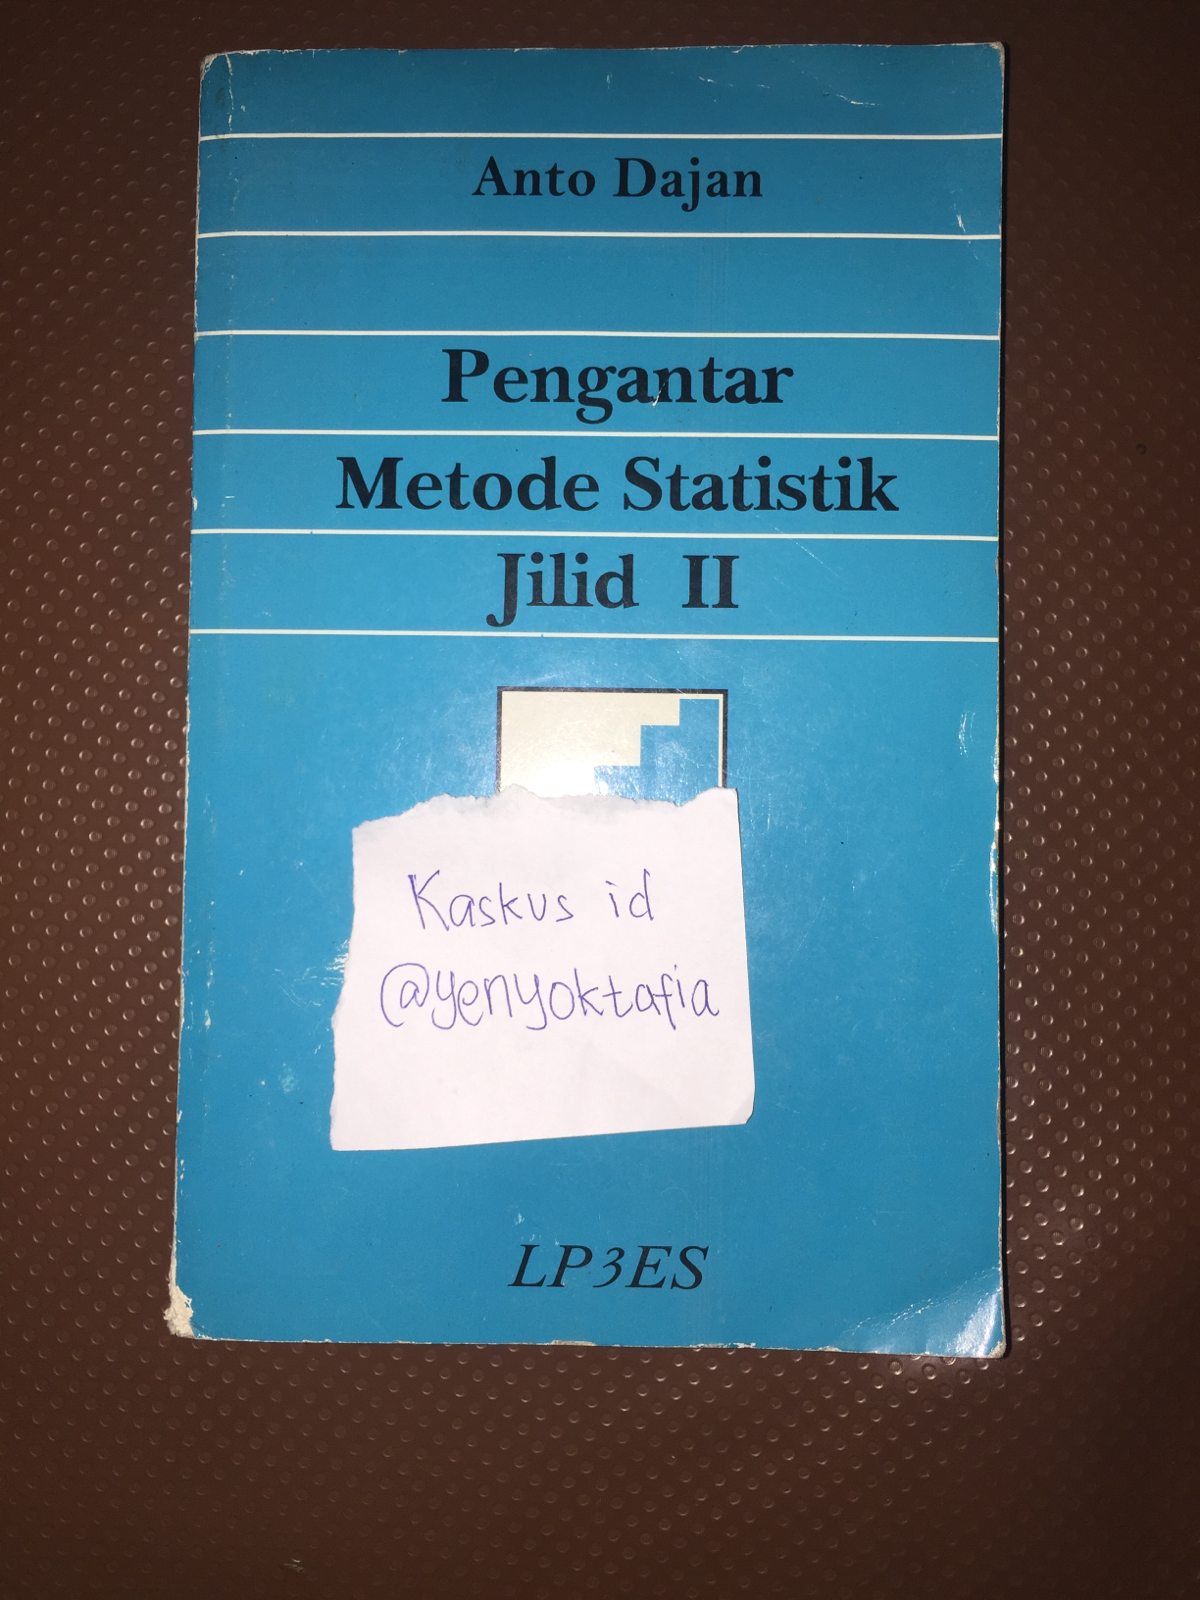 Anto Dajan
Pengantar
Metode Statistik
Jilid II
Kaskus id
@yenyoktafia
LP3ES